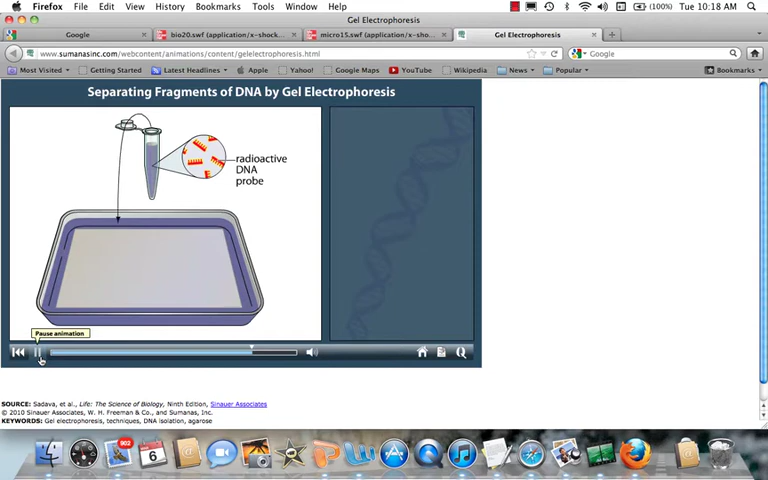 Firefox File Edit View History Bookmarks Tools Window Help (100%) Tue 10:18 AM
Gel Electrophoresis
Google bio20.swf (application/x-shock... micro15.swf (application/x-sho... Gel Electrophoresis
www.sumanasinc.com/webcontent/animations/content/gelelectrophoresis.html Google
Most Visited Getting Started Latest Headlines Apple Yahoo! Google Maps YouTube Wikipedia News Popular Bookmarks
Separating Fragments of DNA by Gel Electrophoresis
radioactive
DNA
probe
Pause animation
SOURCE: Sadava, et al., Life: The Science of Biology, Ninth Edition, Sinauer Associates
© 2010 Sinauer Associates, W. H. Freeman & Co., and Sumanas, Inc.
KEYWORDS: Gel electrophoresis, techniques, DNA isolation, agarose
902
6